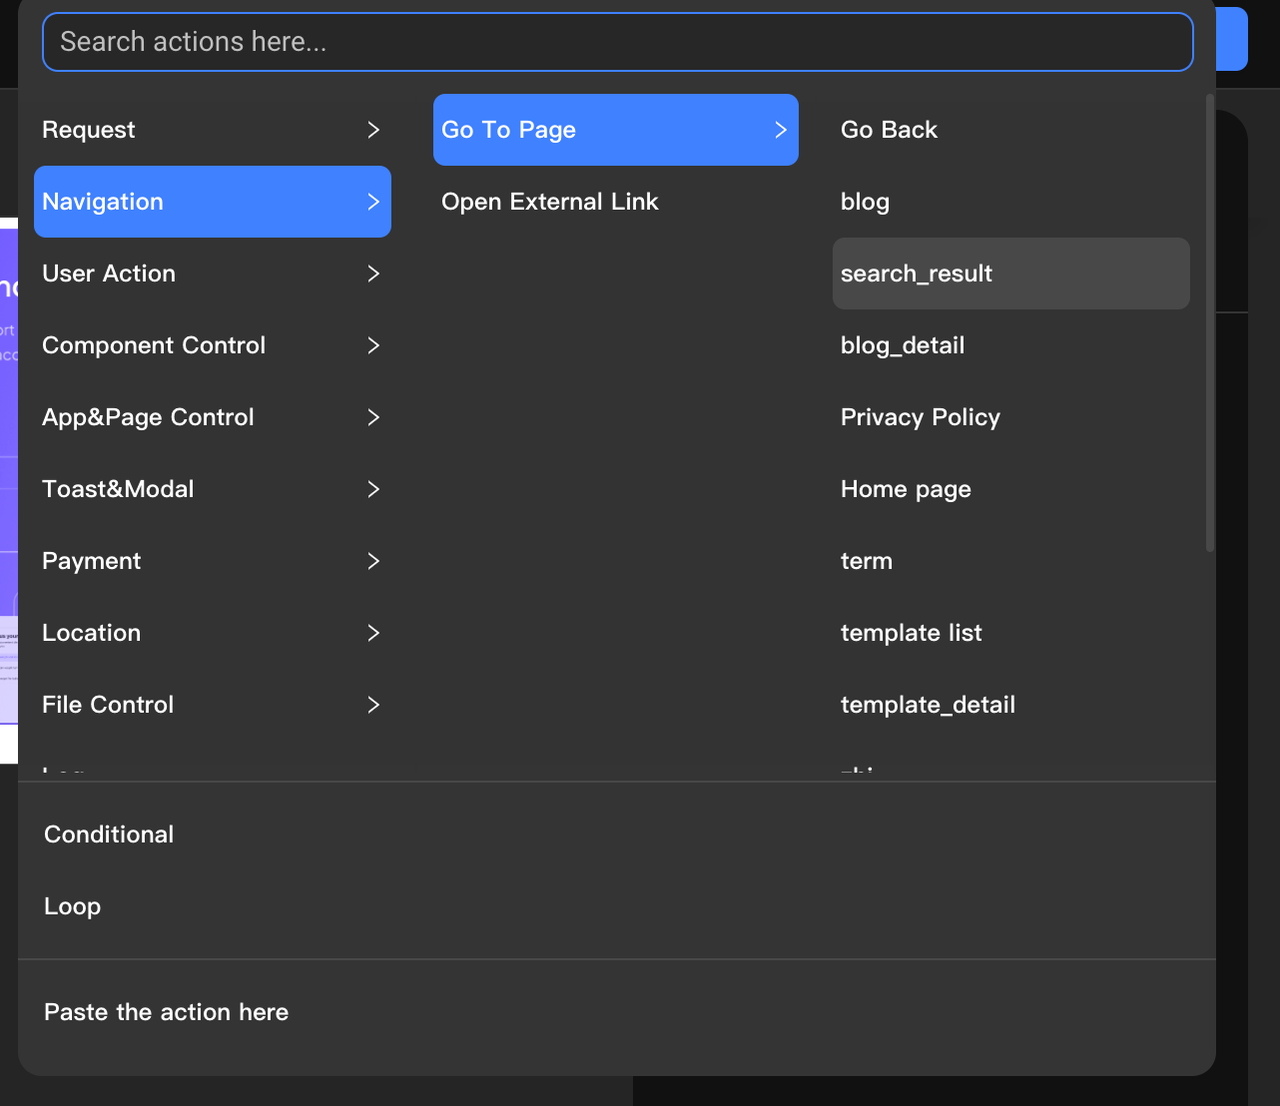 Search actions here...
Request
Navigation
User Action
Component Control
App&Page Control
Toast&Modal
Payment
Location
File Control
Go To Page
Open External Link
Go Back
blog
search_result
blog_detail
Privacy Policy
Home page
term
template list
template_detail
Conditional
Loop
Paste the action here